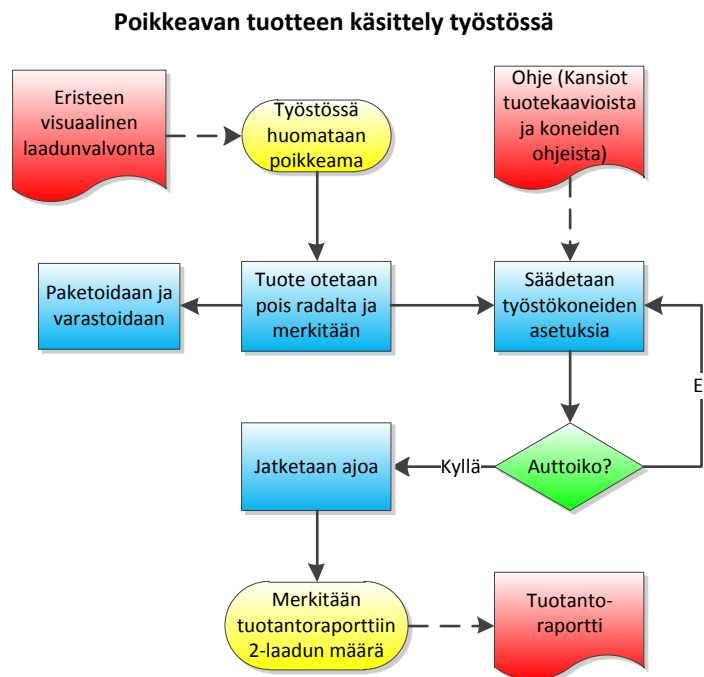 Poikkeavan tuotteen käsittely työstössä
Eristeen
visuaalinen
laadunvalvonta
Työstössä
huomataan
poikkeama
Ohje (Kansiot
tuotekaavioista
ja koneiden
ohjeista)
Paketoidaan ja
varastoidaan
Tuote otetaan
pois radalta ja
merkitään
Säädetaan
työstökoneiden
asetuksia
E
Jatketaan ajoa
Kyllä
Auttoiko?
Merkitään
tuotantoraporttiin
2-laadun määrä
Tuotanto-
raportti